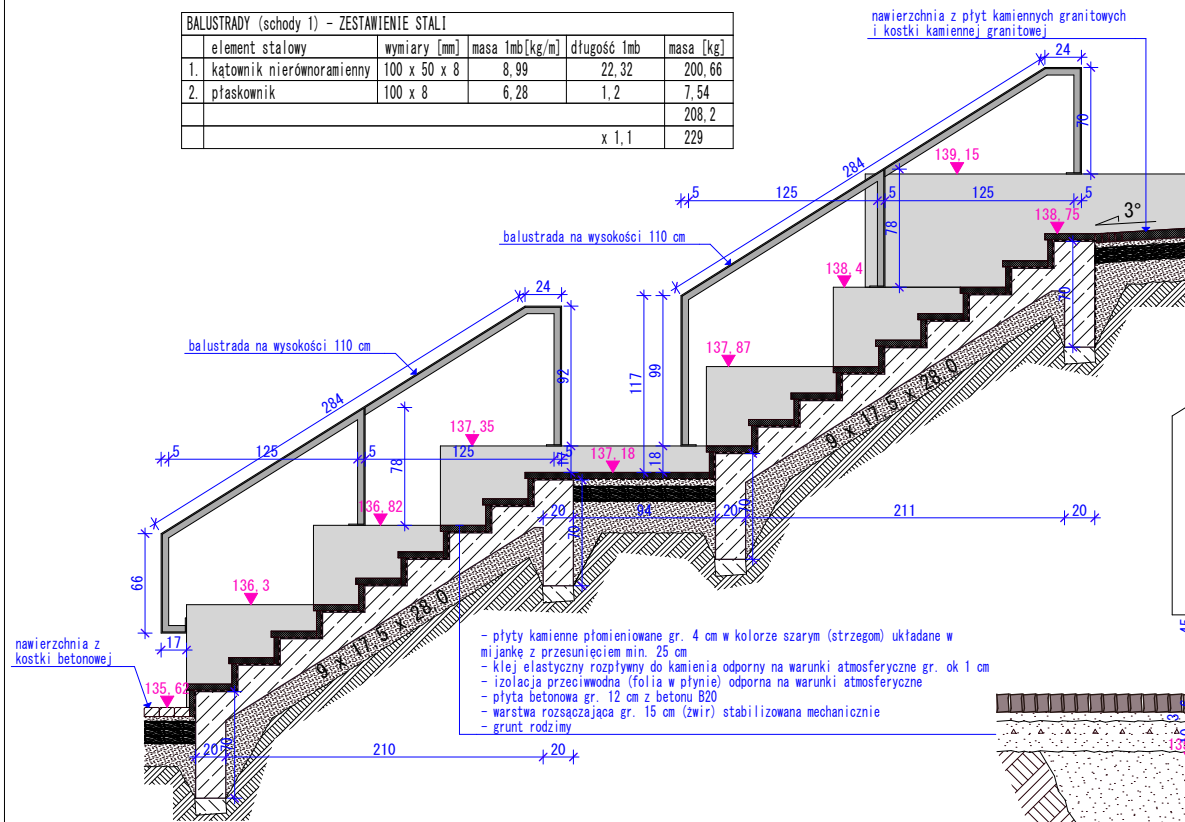 BALUSTRADY (schody 1) - ZESTAWIENIE STALI
element stalowy wymiary [mm] masa 1mb[kg/m] długość 1mb masa [kg]
1. kątownik nierównoramienny 100 x 50 x 8 8,99 22,32 200,66
2. płaskownik 100 x 8 6,28 1,2 7,54
208,2
x 1,1 229
nawierzchnia z płyt kamiennych granitowych
i kostki kamiennej granitowej
24
70
284
139,15
5 125 5 125 5
138,75
3°
78
balustrada na wysokości 110 cm
138,4
70
24
137,87
balustrada na wysokości 110 cm
92
117
99
284
9 x 17,5 x 28,0
137,35
5 125 5 125 5
78
17
137,18
18
136,82
20 94 20 211 20
70
70
66
136,3
9 x 17,5 x 28,0
17
nawierzchnia z
kostki betonowej
135,62
- płyty kamienne płomieniowane gr. 4 cm w kolorze szarym (strzegom) układane w
mijankę z przesunięciem min. 25 cm
- klej elastyczny rozpływny do kamienia odporny na warunki atmosferyczne gr. ok 1 cm
- izolacja przeciwwodna (folia w płynie) odporna na warunki atmosferyczne
- płyta betonowa gr. 12 cm z betonu B20
- warstwa rozsączająca gr. 15 cm (żwir) stabilizowana mechanicznie
- grunt rodzimy
20 70 210 20
45
3